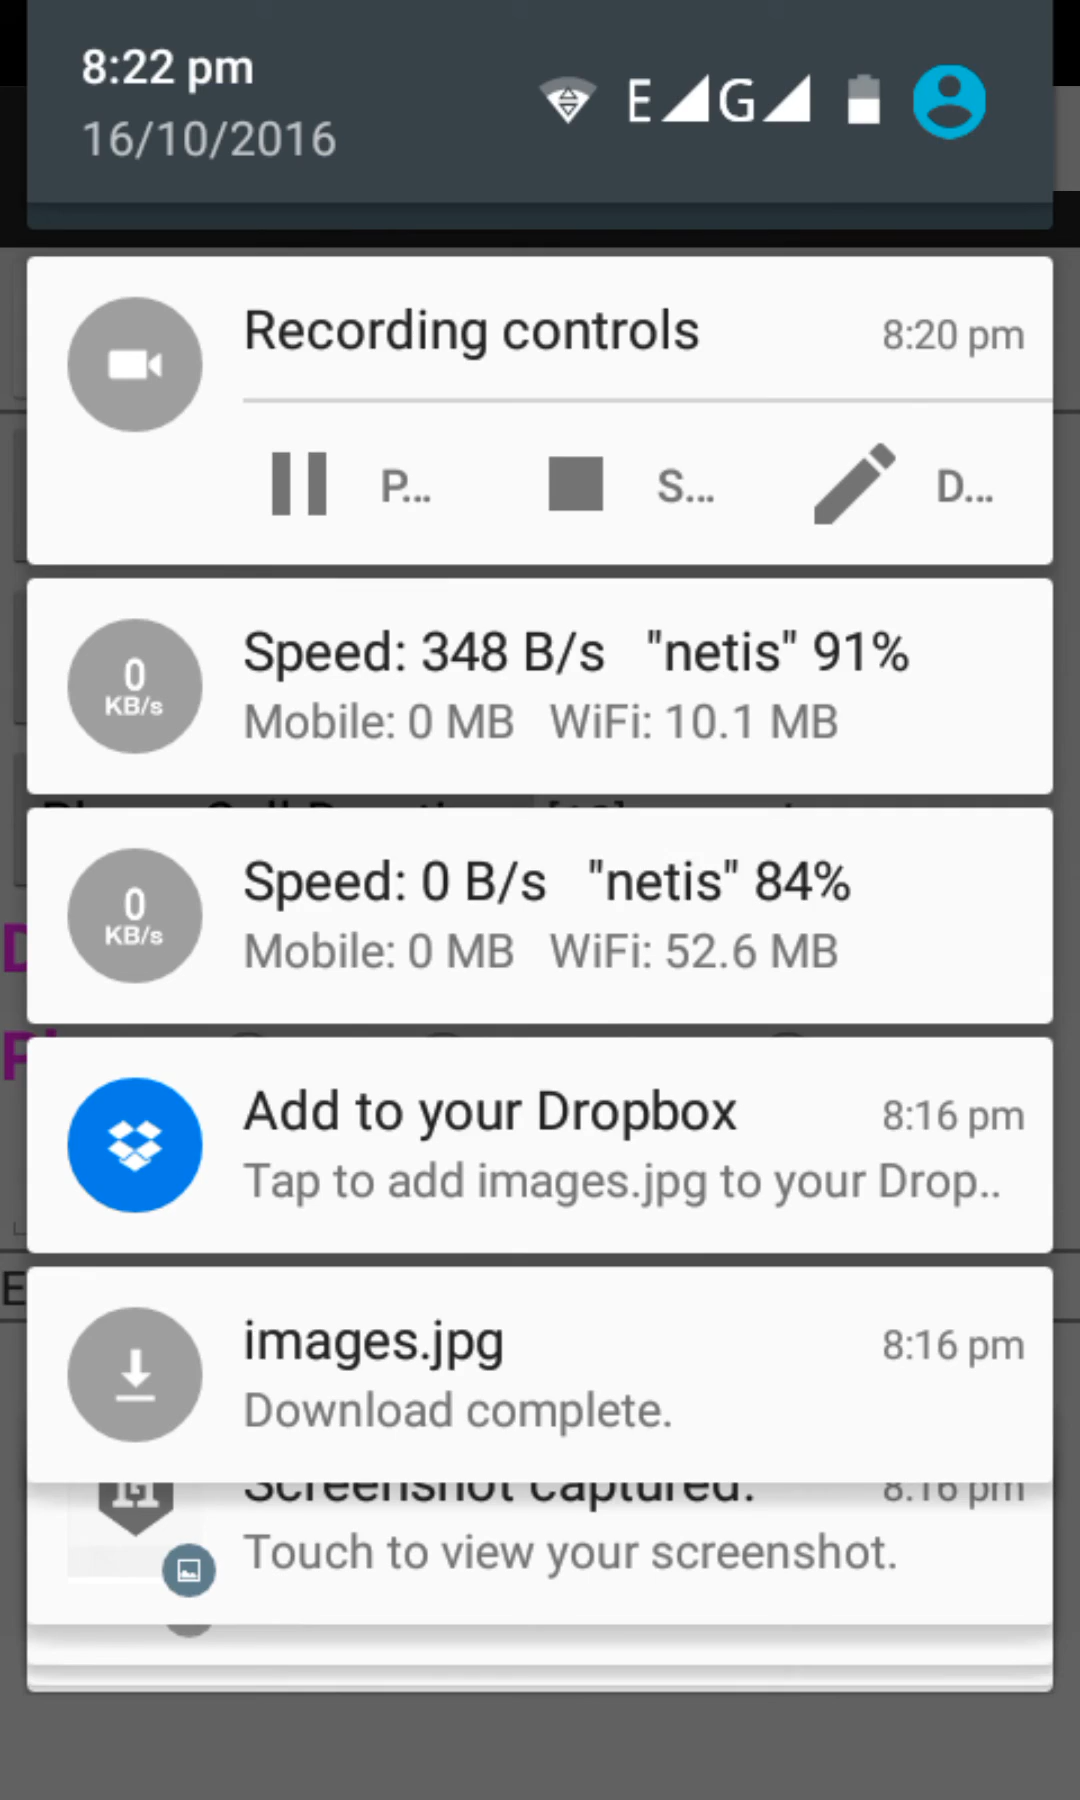 8:22 pm
16/10/2016
E G
Recording controls 8:20 pm
P... S... D...
0 KB/s
Speed: 348 B/s "netis" 91%
Mobile: 0 MB WiFi: 10.1 MB
0 KB/s
Speed: 0 B/s "netis" 84%
Mobile: 0 MB WiFi: 52.6 MB
Add to your Dropbox 8:16 pm
Tap to add images.jpg to your Drop..
images.jpg 8:16 pm
Download complete.
Screenshot captured. 8:16 pm
Touch to view your screenshot.
E